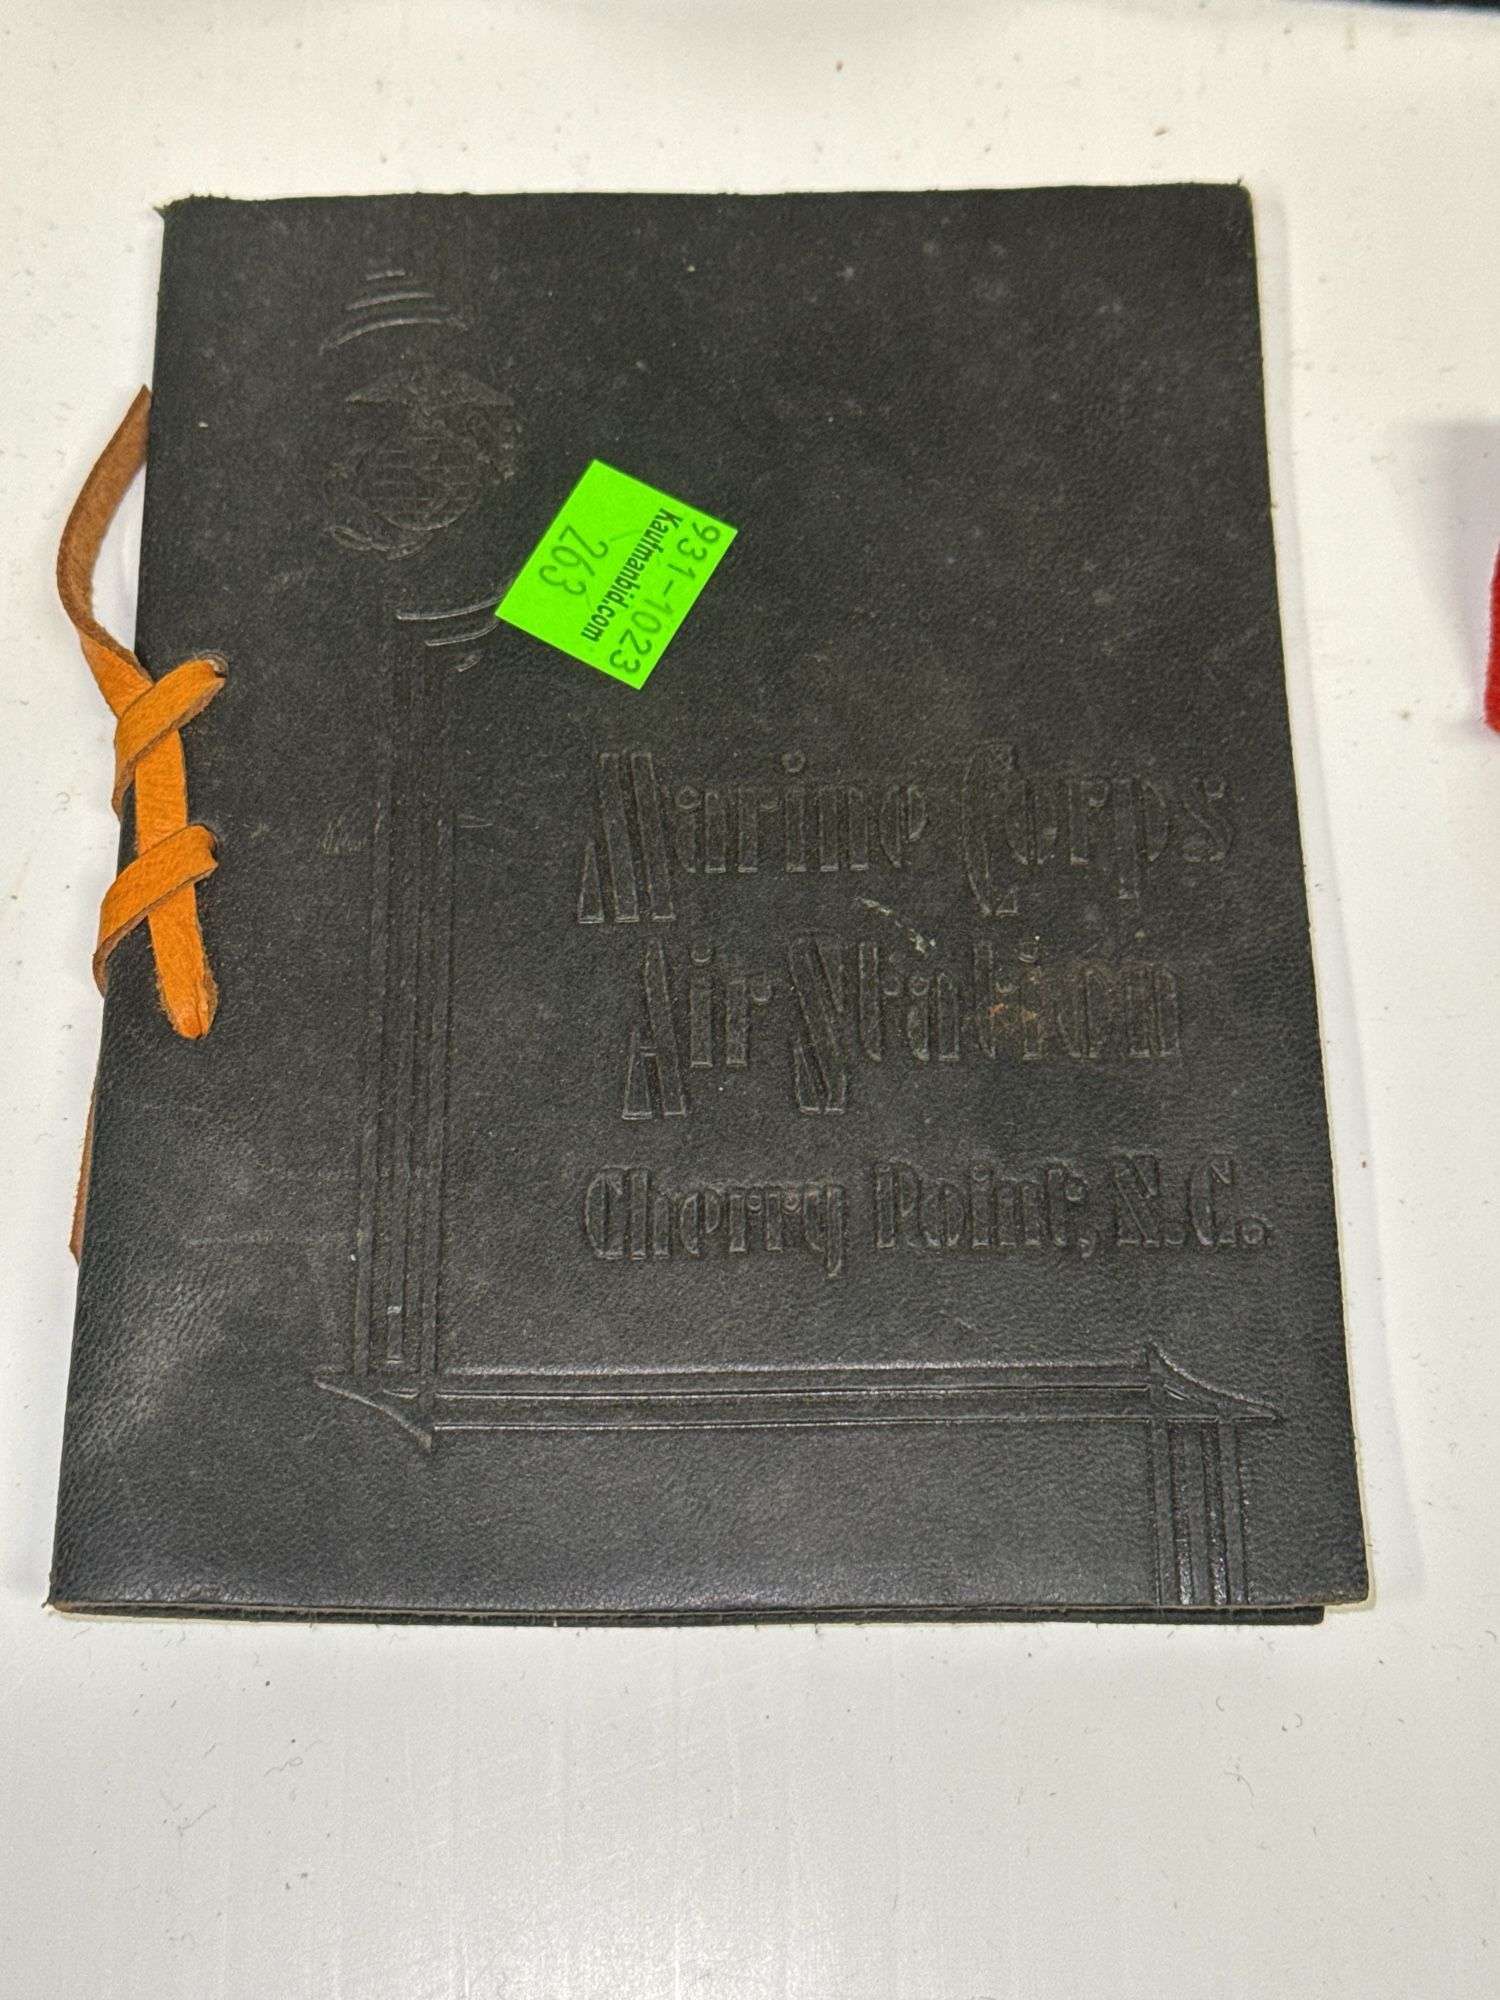 931-1023
Kaufmanbid.com
263
Marine Corps
Air Station
Cherry Point, N.C.